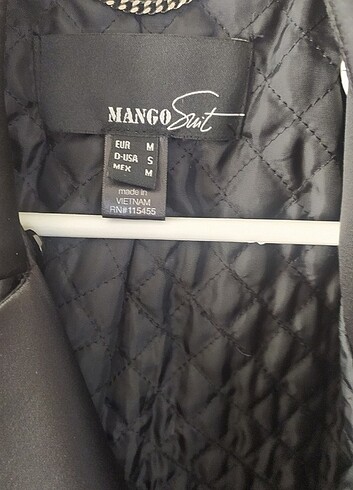 MANGO Suit
EUR M
D-USA S
MEX M
made in
VIETNAM
RN#115455